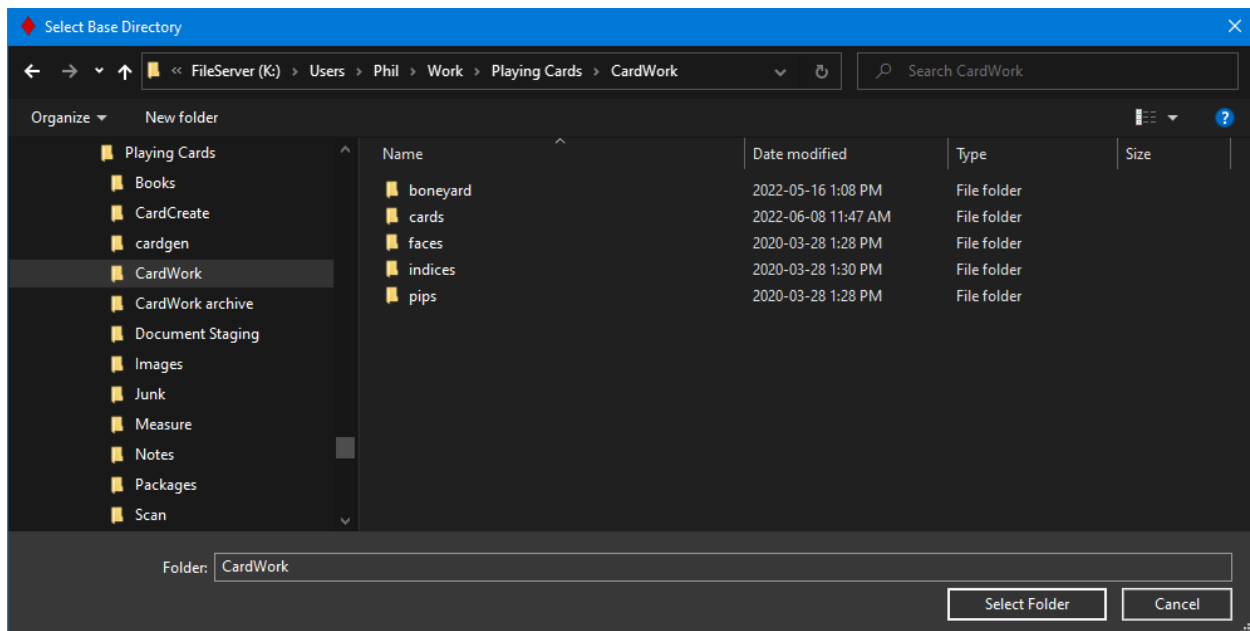 Select Base Directory
« FileServer (K:) › Users › Phil › Work › Playing Cards › CardWork
Search CardWork
Organize
New folder
?
Playing Cards
Books
CardCreate
cardgen
CardWork
CardWork archive
Document Staging
Images
Junk
Measure
Notes
Packages
Scan
Name Date modified Type Size
boneyard 2022-05-16 1:08 PM File folder
cards 2022-06-08 11:47 AM File folder
faces 2020-03-28 1:28 PM File folder
indices 2020-03-28 1:30 PM File folder
pips 2020-03-28 1:28 PM File folder
Folder: CardWork
Select Folder Cancel